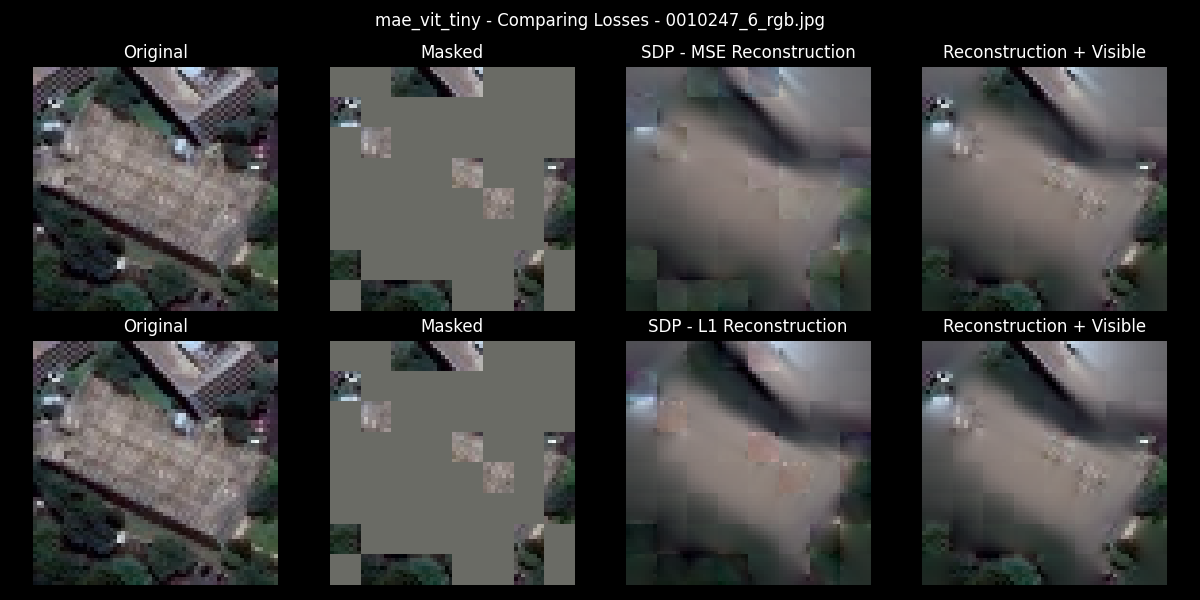 mae_vit_tiny - Comparing Losses - 0010247_6_rgb.jpg
Original
Masked
SDP - MSE Reconstruction
Reconstruction + Visible
Original
Masked
SDP - L1 Reconstruction
Reconstruction + Visible